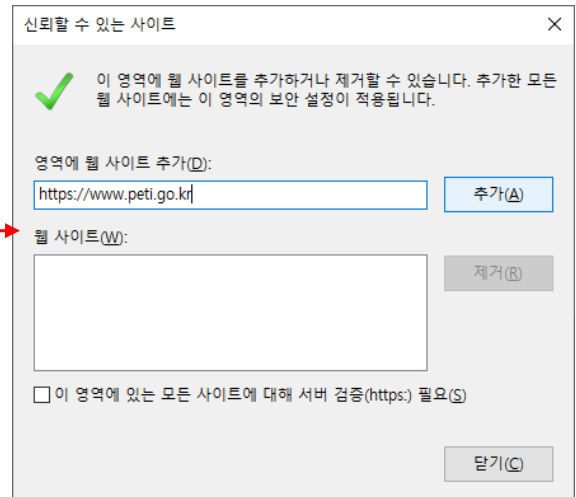 신뢰할 수 있는 사이트
이 영역에 웹 사이트를 추가하거나 제거할 수 있습니다. 추가한 모든
웹 사이트에는 이 영역의 보안 설정이 적용됩니다.
영역에 웹 사이트 추가(D):
https://www.peti.go.kr
추가(A)
웹 사이트(W):
제거(R)
이 영역에 있는 모든 사이트에 대해 서버 검증(https:) 필요(S)
닫기(C)